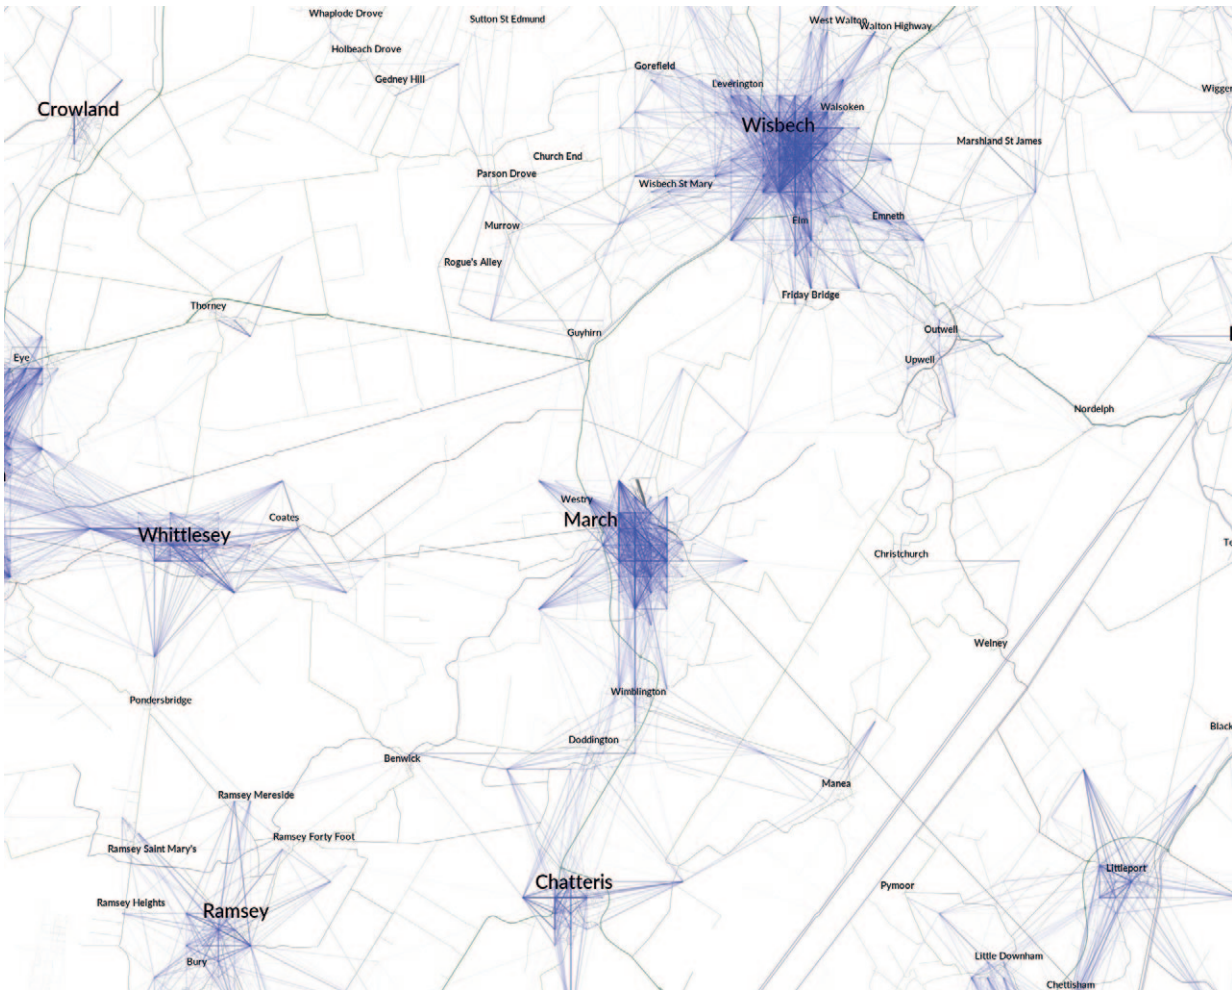 Whaplode Drove
Sutton St Edmund
West Walton
Walton Highway
Holbeach Drove
Gorefield
Gedney Hill
Leverington
Wigger
Crowland
Walsoken
Wisbech
Marshland St James
Church End
Parson Drove
Wisbech St Mary
Emneth
Elm
Murrow
Rogue's Alley
Friday Bridge
Thorney
Guyhirn
Outwell
Eye
Upwell
Nordelph
Westry
Coates
March
Whittlesey
Christchurch
Welney
Wimblington
Pondersbridge
Black
Doddington
Benwick
Manea
Ramsey Mereside
Ramsey Forty Foot
Ramsey Saint Mary's
Littleport
Chatteris
Pymoor
Ramsey Heights
Ramsey
Little Downham
Bury
Chettisham